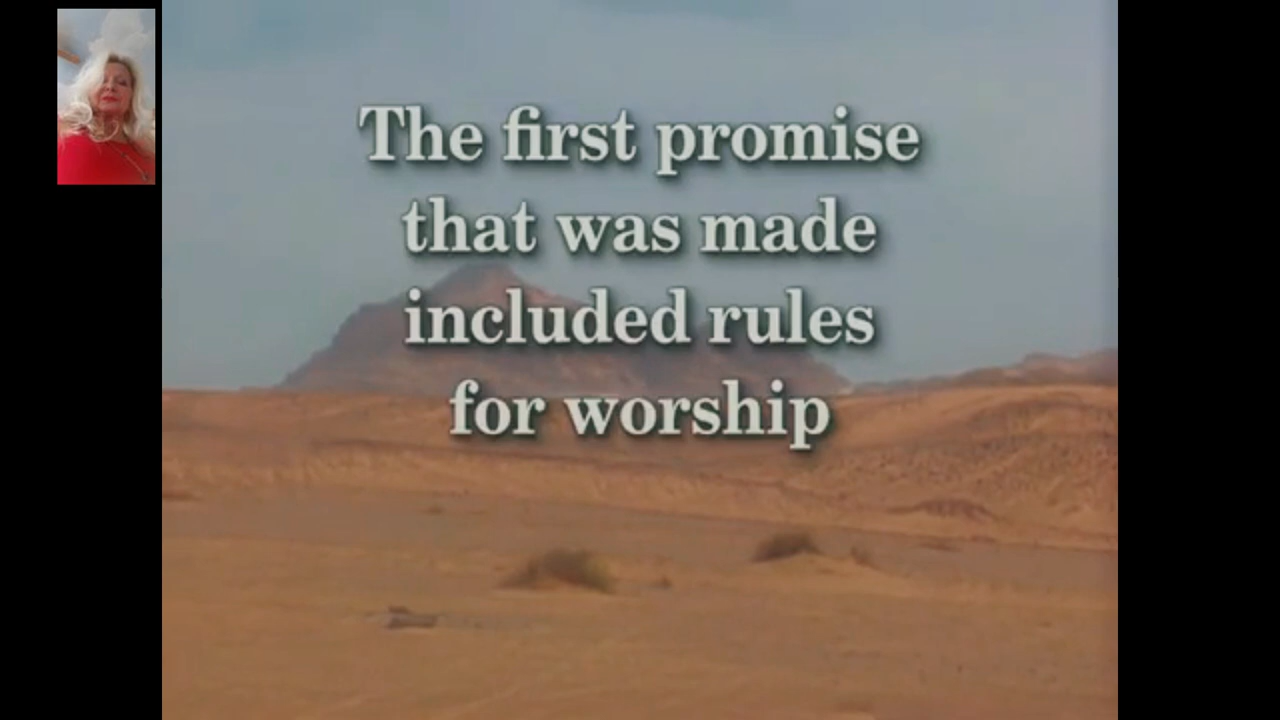 The first promise
that was made
included rules
for worship